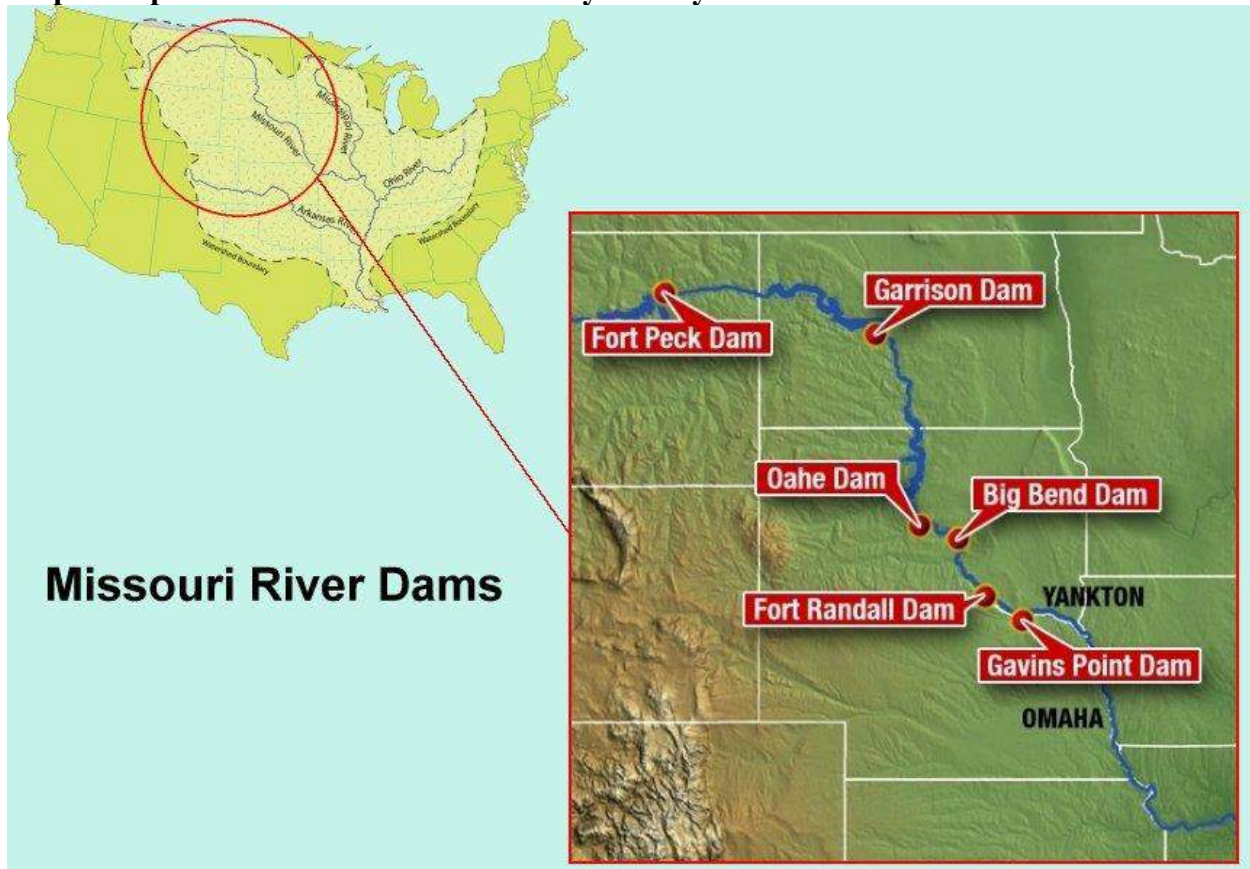 Mississippi River
Missouri River
Ohio River
Arkansas River
Watershed Boundary
Watershed Boundary
Garrison Dam
Fort Peck Dam
Oahe Dam
Big Bend Dam
Missouri River Dams
Fort Randall Dam
YANKTON
Gavins Point Dam
OMAHA